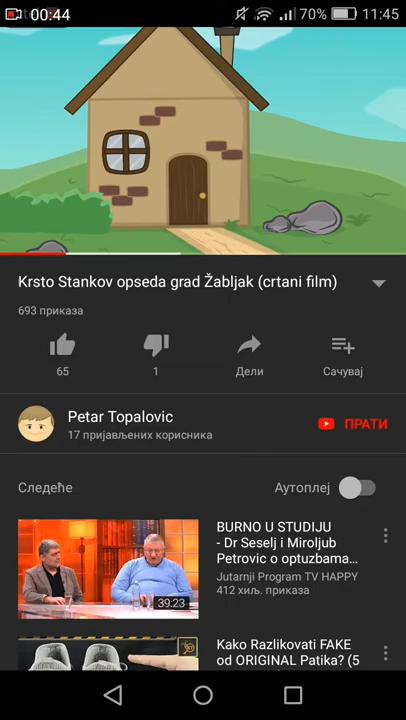 00:44
70%
11:45
Krsto Stankov opseda grad Žabljak (crtani film)
693 приказа
65
1
Дели
Сачувај
Petar Topalovic
17 пријављених корисника
ПРАТИ
Следеће
Аутоплеј
BURNO U STUDIJU
- Dr Seselj i Miroljub
Petrovic o optuzbama...
Jutarnji Program TV HAPPY
412 хиљ. приказа
39:23
Kako Razlikovati FAKE
od ORIGINAL Patika? (5